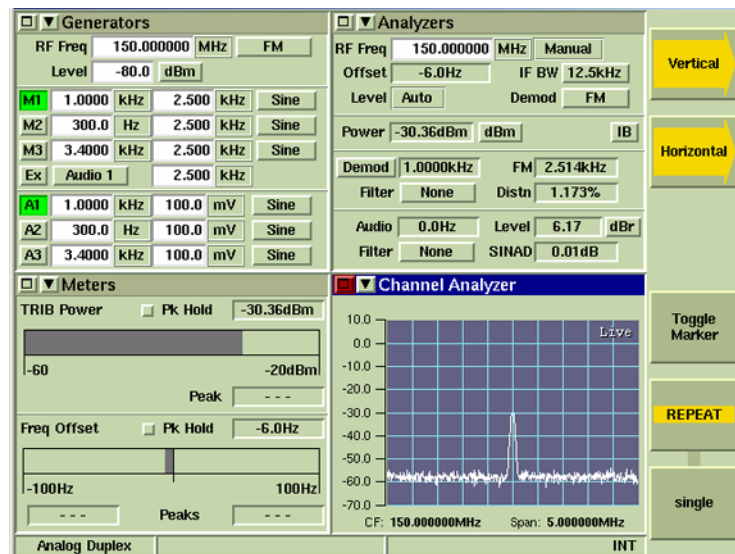 Generators
RF Freq 150.000000 MHz FM
Level -80.0 dBm
M1 1.0000 kHz 2.500 kHz Sine
M2 300.0 Hz 2.500 kHz Sine
M3 3.4000 kHz 2.500 kHz Sine
Ex Audio 1 2.500 kHz
A1 1.0000 kHz 100.0 mV Sine
A2 300.0 Hz 100.0 mV Sine
A3 3.4000 kHz 100.0 mV Sine
Analyzers
RF Freq 150.000000 MHz Manual
Offset -6.0Hz IF BW 12.5kHz
Level Auto Demod FM
Power -30.36dBm dBm IB
Demod 1.0000kHz FM 2.514kHz
Filter None Distn 1.173%
Audio 0.0Hz Level 6.17 dBr
Filter None SINAD 0.01dB
Meters
TRIB Power Pk Hold -30.36dBm
-60 -20dBm
Peak - - -
Freq Offset Pk Hold -6.0Hz
-100Hz 100Hz
- - - Peaks - - -
Channel Analyzer
Live
10.0
0.0
-10.0
-20.0
-30.0
-40.0
-50.0
-60.0
-70.0
CF: 150.000000MHz Span: 5.000000MHz
Vertical
Horizontal
Toggle
Marker
REPEAT
single
Analog Duplex INT